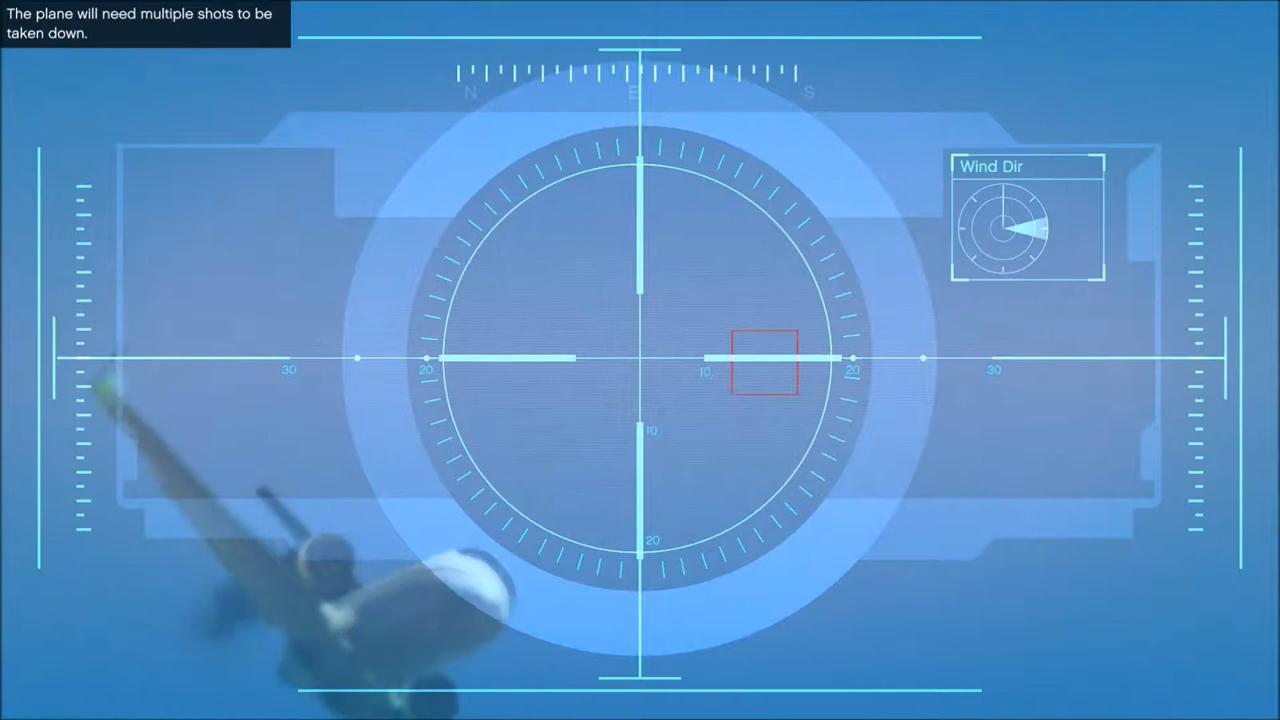 The plane will need multiple shots to be
taken down.
N E S
Wind Dir
30 20 10 20 30
10
20